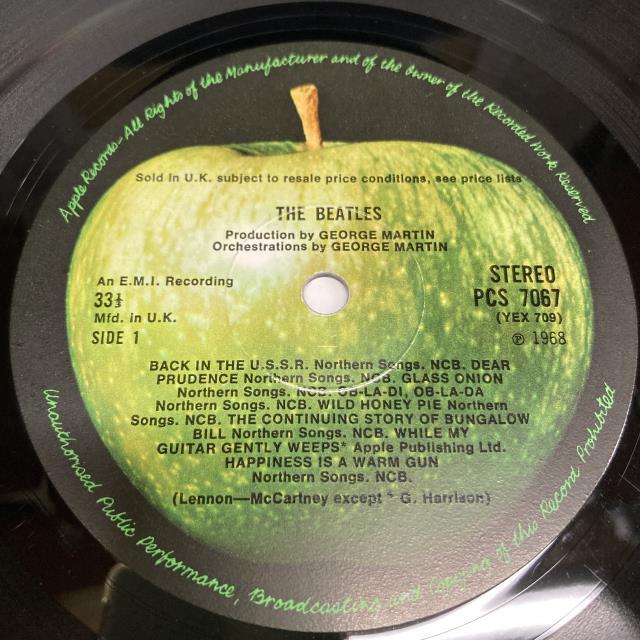 Apple Records-All Rights of the Manufacturer and of the Owner of the Recorded Work Reserved
Sold in U.K. subject to resale price conditions, see price lists
THE BEATLES
Production by GEORGE MARTIN
Orchestrations by GEORGE MARTIN
An E.M.I. Recording
33⅓
Mfd. in U.K.
SIDE 1
STEREO
PCS 7067
(YEX 709)
℗ 1968
BACK IN THE U.S.S.R. Northern Songs. NCB. DEAR
PRUDENCE Northern Songs. NCB. GLASS ONION
Northern Songs. NCB. OB-LA-DI, OB-LA-DA
Northern Songs. NCB. WILD HONEY PIE Northern
Songs. NCB. THE CONTINUING STORY OF BUNGALOW
BILL Northern Songs. NCB. WHILE MY
GUITAR GENTLY WEEPS* Apple Publishing Ltd.
HAPPINESS IS A WARM GUN
Northern Songs. NCB.
(Lennon—McCartney except * G. Harrison)
Unauthorised Public Performance, Broadcasting and Copying of this Record Prohibited